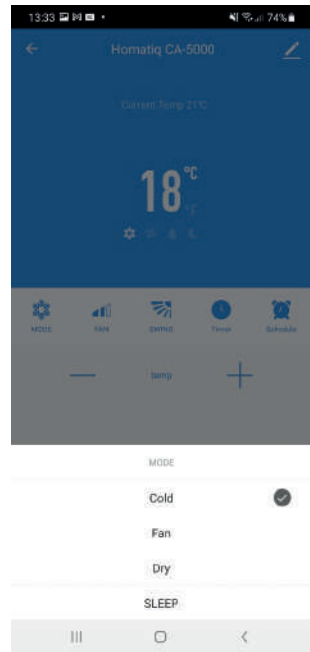 13:33 74%
Homatiq CA-5000
Current Temp 21°C
18 °C
°F
MODE FAN SWING Timer Schedule
temp
MODE
Cold
Fan
Dry
SLEEP